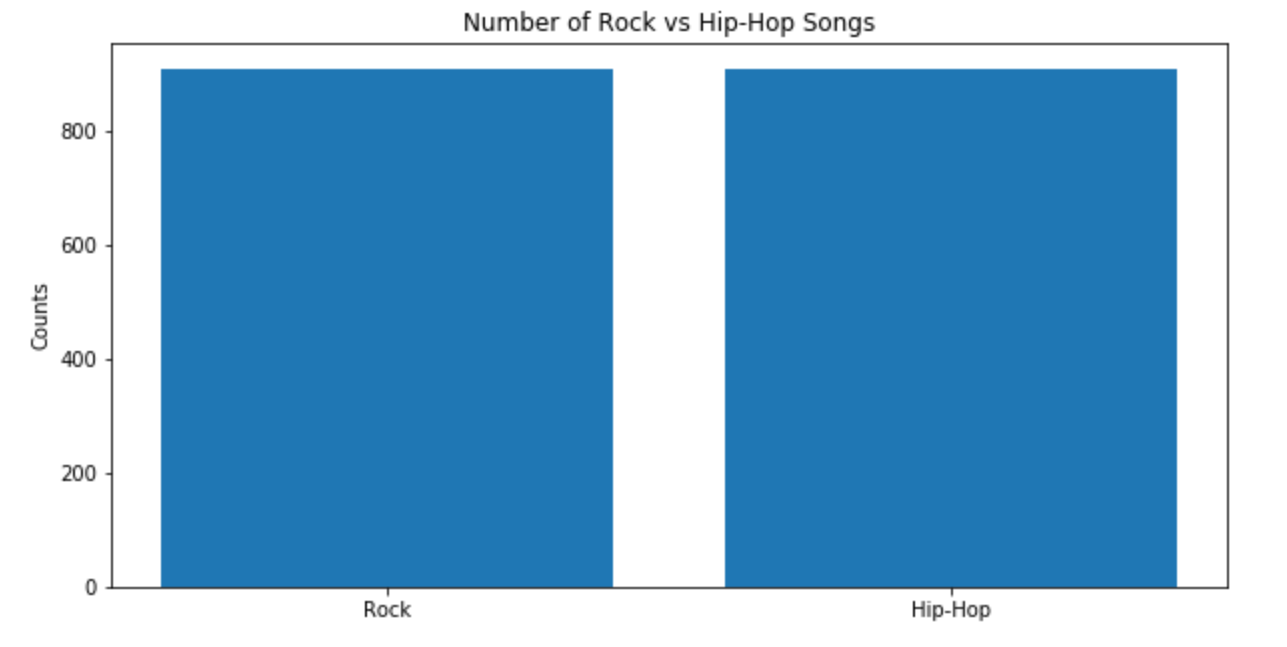 Number of Rock vs Hip-Hop Songs
Counts
800
600
400
200
0
Rock
Hip-Hop